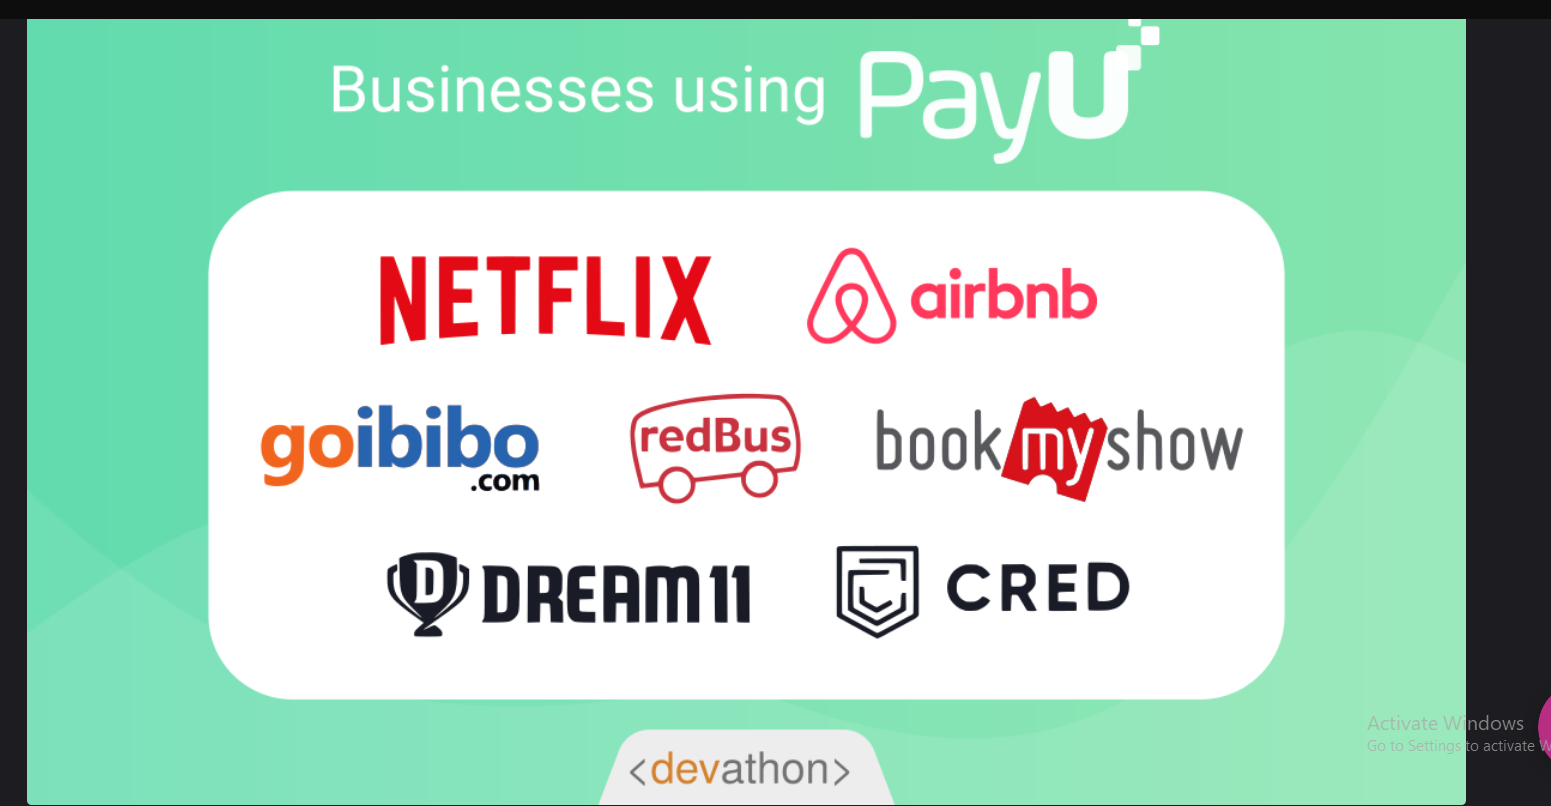 Businesses using PayU
NETFLIX airbnb
goibibo.com redBus bookmyshow
D DREAM11 CRED
Activate Windows
Go to Settings to activate W
<devathon>